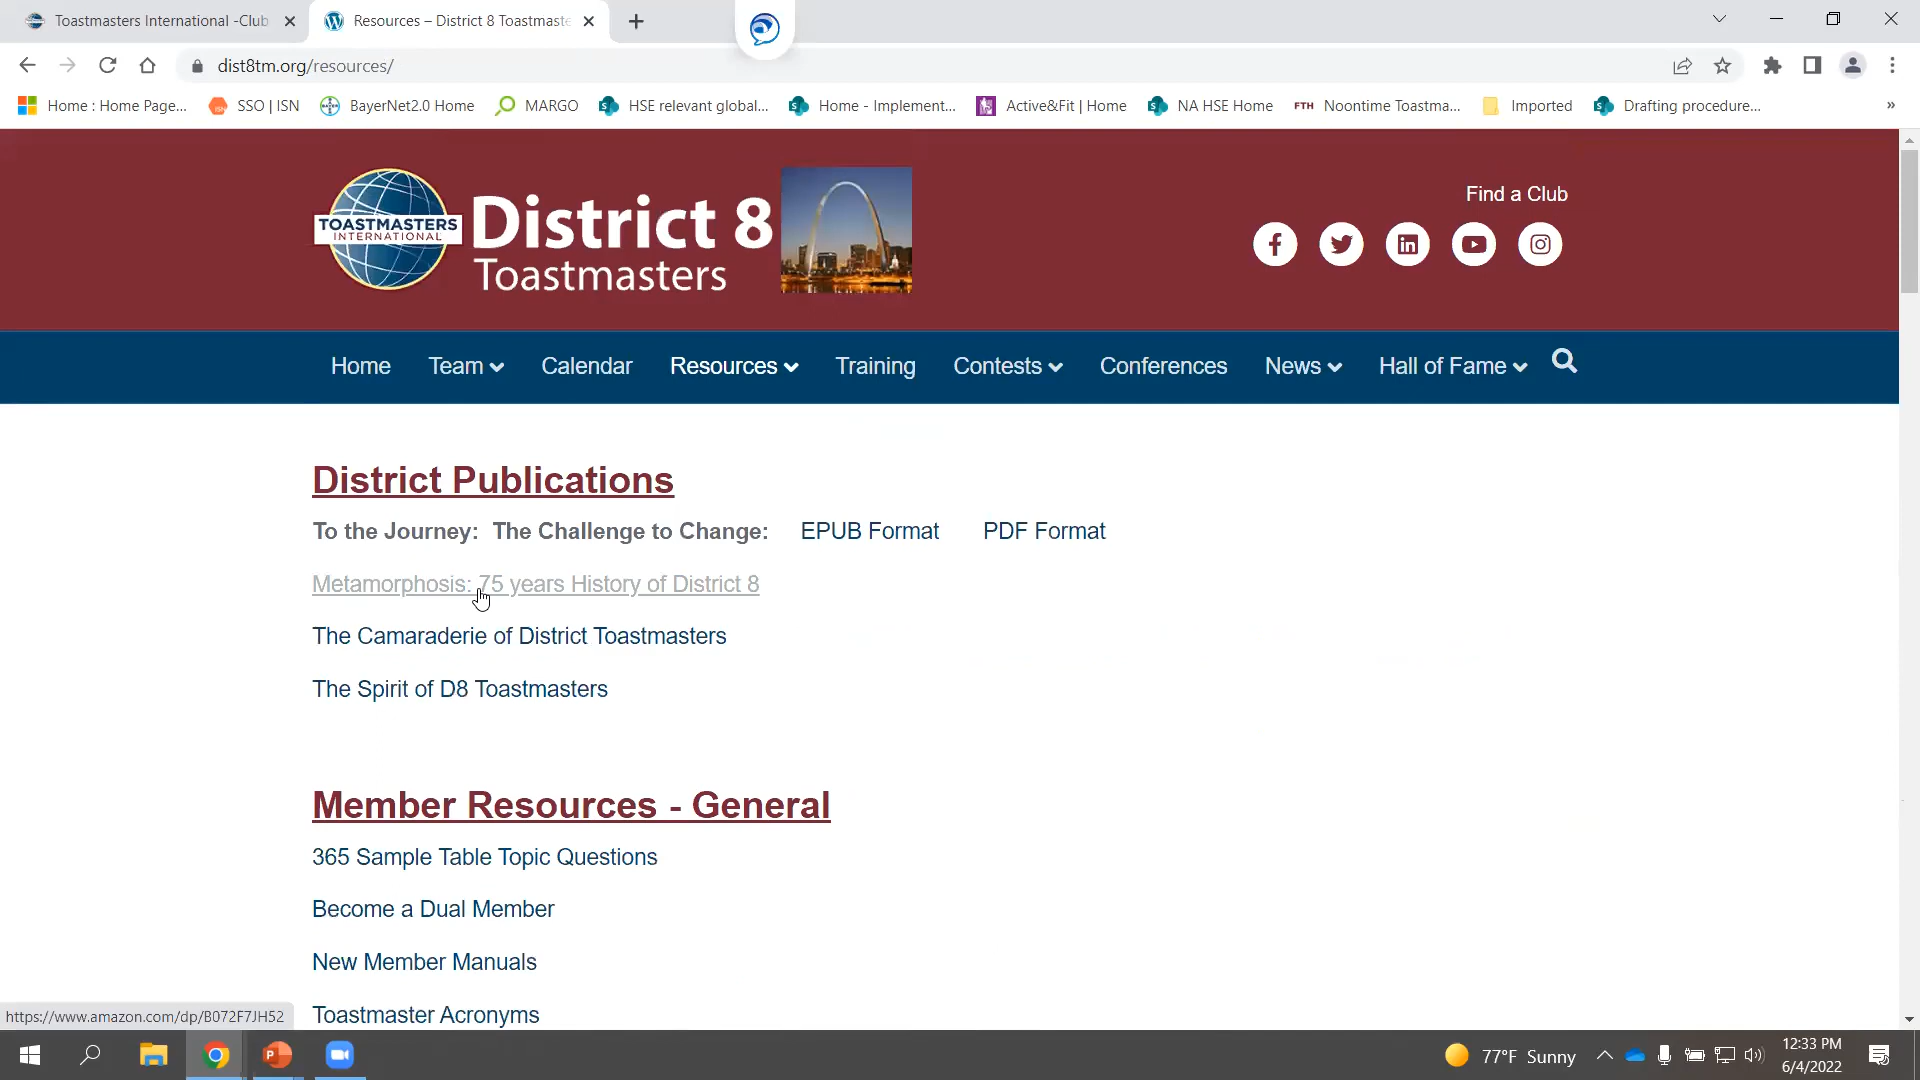 Toastmasters International -Club
Resources – District 8 Toastmaste
dist8tm.org/resources/
Home : Home Page...
SSO | ISN
BayerNet2.0 Home
MARGO
HSE relevant global...
Home - Implement...
Active&Fit | Home
NA HSE Home
FTH
Noontime Toastma...
Imported
Drafting procedure...
»
TOASTMASTERS
INTERNATIONAL
District 8
Toastmasters
Find a Club
Home Team Calendar Resources Training Contests Conferences News Hall of Fame
District Publications
To the Journey: The Challenge to Change: EPUB Format PDF Format
Metamorphosis: 75 years History of District 8
The Camaraderie of District Toastmasters
The Spirit of D8 Toastmasters
Member Resources - General
365 Sample Table Topic Questions
Become a Dual Member
New Member Manuals
Toastmaster Acronyms
https://www.amazon.com/dp/B072F7JH52
77°F Sunny
12:33 PM
6/4/2022